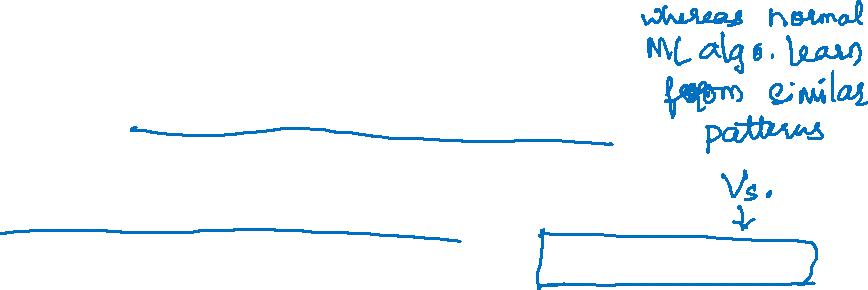 whereas normal
ML algo. learn
from similar
patterns
Vs.